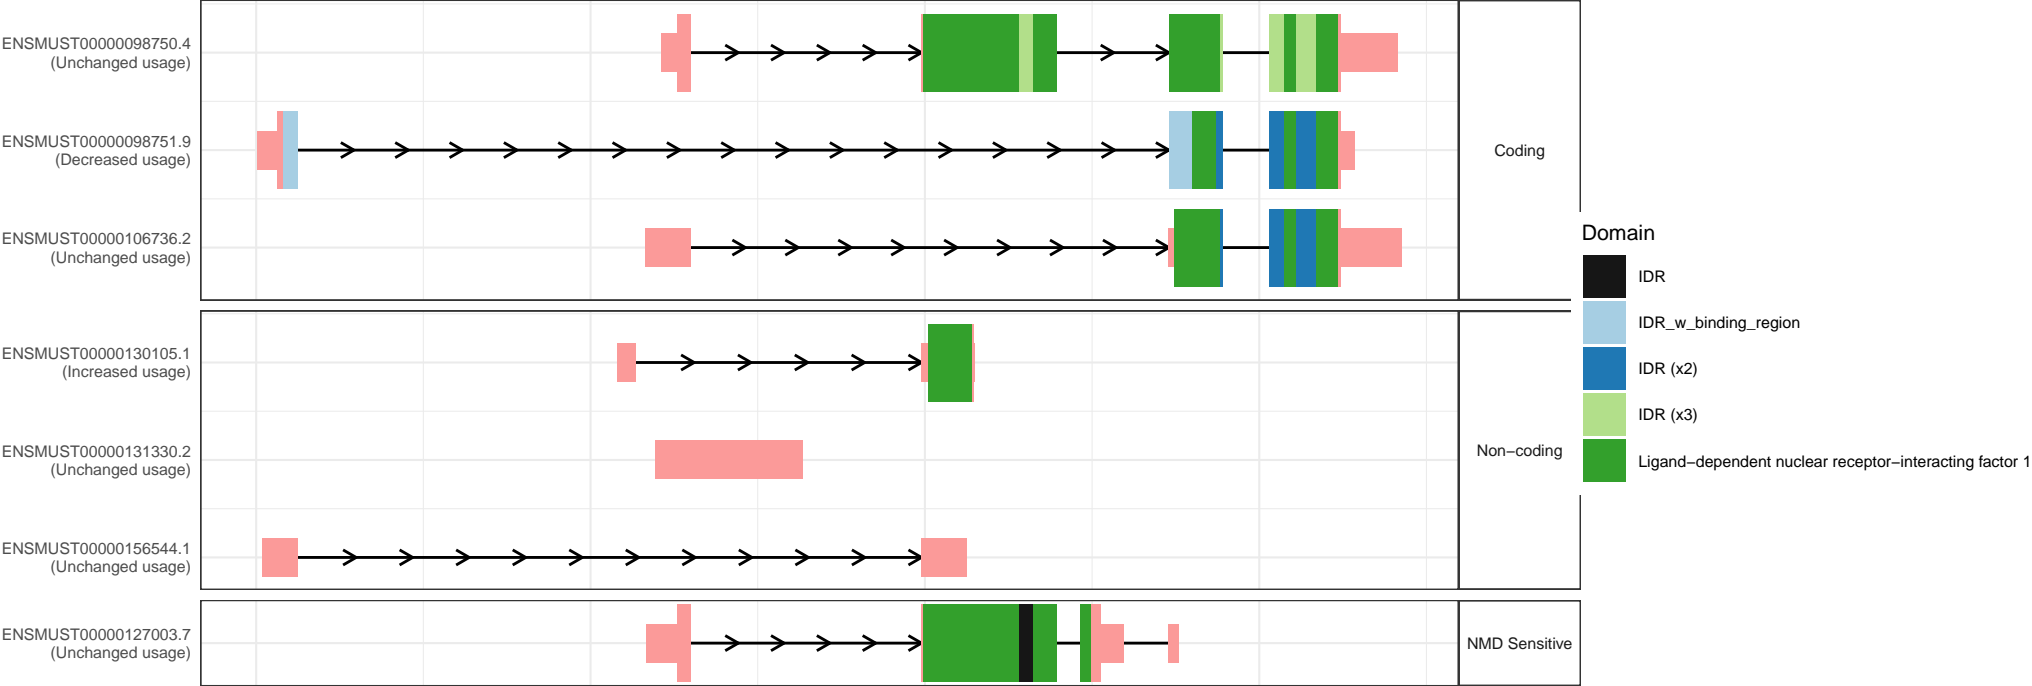 ENSMUST00000098750.4
(Unchanged usage)
ENSMUST00000098751.9
(Decreased usage)
ENSMUST00000106736.2
(Unchanged usage)
Coding
ENSMUST00000130105.1
(Increased usage)
ENSMUST00000131330.2
(Unchanged usage)
ENSMUST00000156544.1
(Unchanged usage)
Non−coding
ENSMUST00000127003.7
(Unchanged usage)
NMD Sensitive
Domain
IDR
IDR_w_binding_region
IDR (x2)
IDR (x3)
Ligand−dependent nuclear receptor−interacting factor 1